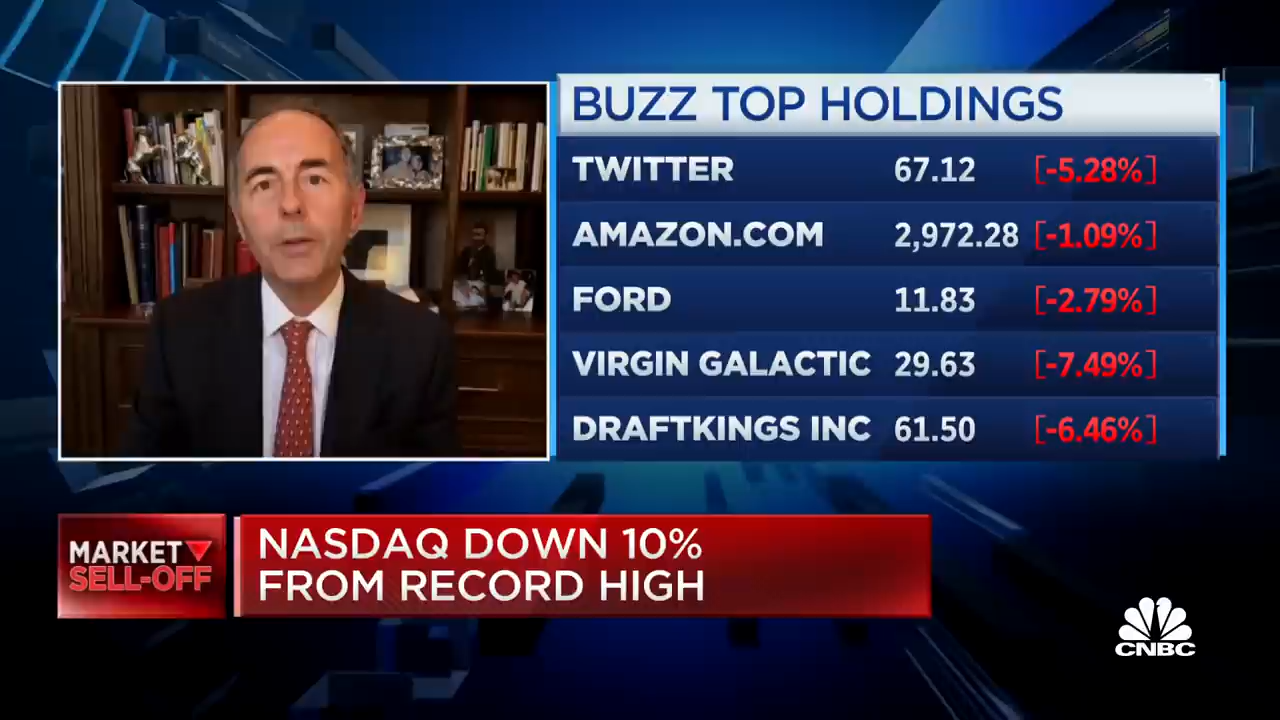 BUZZ TOP HOLDINGS
TWITTER 67.12 [-5.28%]
AMAZON.COM 2,972.28 [-1.09%]
FORD 11.83 [-2.79%]
VIRGIN GALACTIC 29.63 [-7.49%]
DRAFTKINGS INC 61.50 [-6.46%]
MARKET
SELL-OFF
NASDAQ DOWN 10%
FROM RECORD HIGH
CNBC